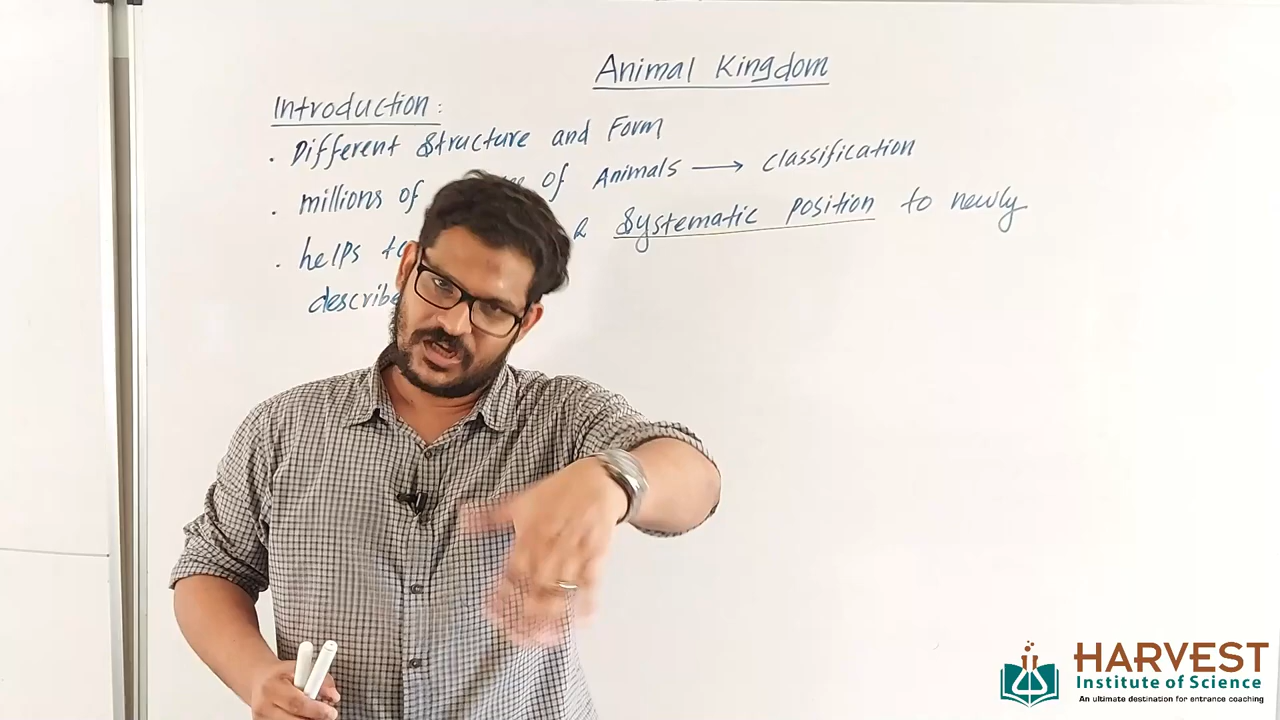 Animal Kingdom
Introduction:
. Different Structure and Form
. millions of of Animals → classification
. helps to & Systematic position to newly
describe
HARVEST
Institute of Science
An ultimate destination for entrance coaching